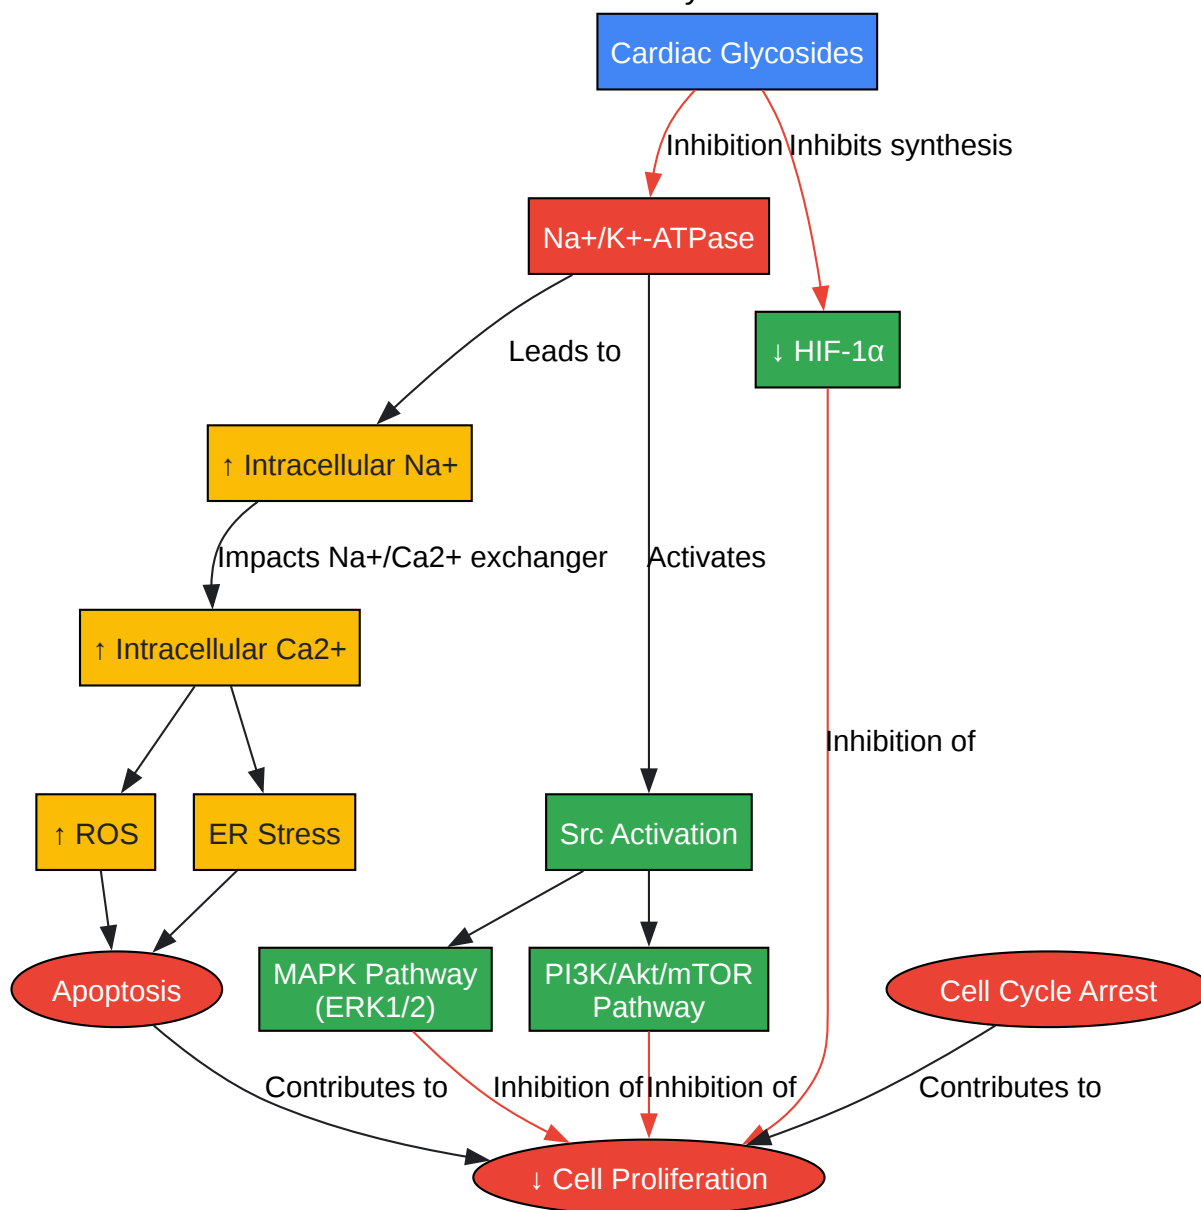 Cardiac Glycosides
Inhibition
Inhibits synthesis
Na+/K+-ATPase
Leads to
↓ HIF-1α
↑ Intracellular Na+
Impacts Na+/Ca2+ exchanger
Activates
↑ Intracellular Ca2+
Inhibition of
↑ ROS
ER Stress
Src Activation
Apoptosis
MAPK Pathway
(ERK1/2)
PI3K/Akt/mTOR
Pathway
Cell Cycle Arrest
Contributes to
Inhibition of
Inhibition of
Contributes to
↓ Cell Proliferation